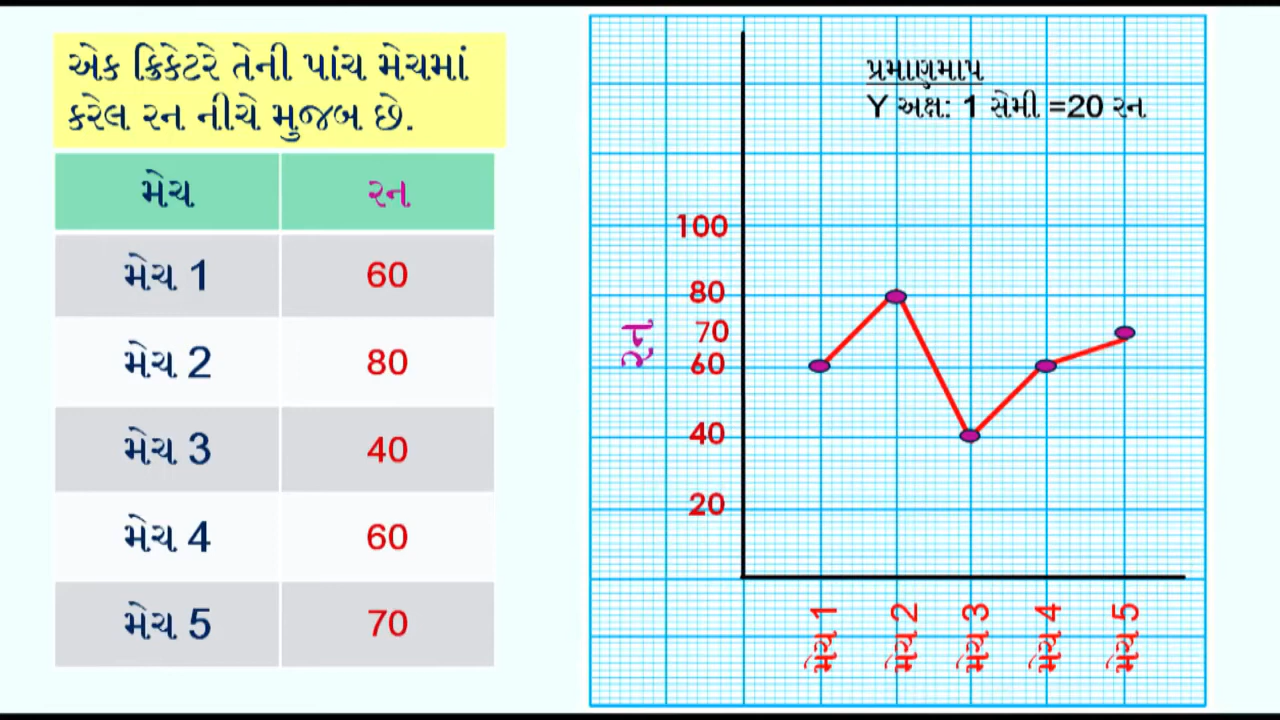 એક ક્રિકેટરે તેની પાંચ મેચમાં
કરેલ રન નીચે મુજબ છે.
મેચ રન
મેચ 1 60
મેચ 2 80
મેચ 3 40
મેચ 4 60
મેચ 5 70
પ્રમાણમાપ
Y અક્ષ: 1 સેમી =20 રન
100
80
70
60
40
20
રન
મેચ 1
મેચ 2
મેચ 3
મેચ 4
મેચ 5